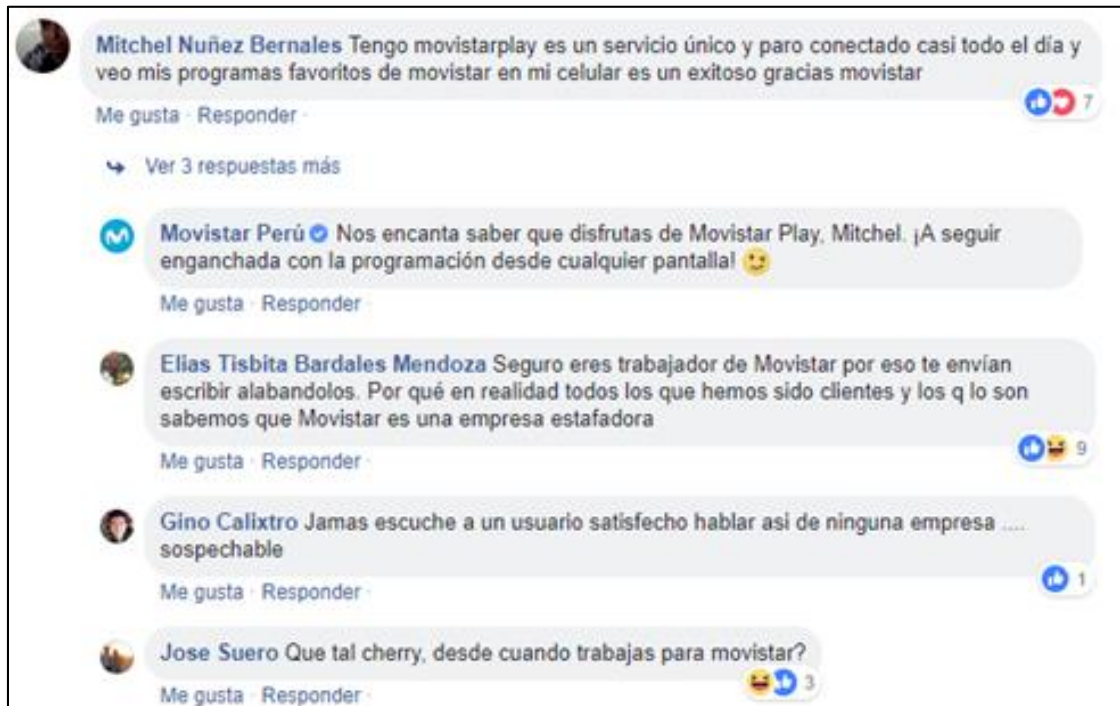 Mitchel Nuñez Bernales Tengo movistarplay es un servicio único y paro conectado casi todo el día y
veo mis programas favoritos de movistar en mi celular es un exitoso gracias movistar
7
Me gusta · Responder ·
Ver 3 respuestas más
Movistar Perú Nos encanta saber que disfrutas de Movistar Play, Mitchel. ¡A seguir
enganchada con la programación desde cualquier pantalla! 😉
Me gusta · Responder ·
Elias Tisbita Bardales Mendoza Seguro eres trabajador de Movistar por eso te envían
escribir alabandolos. Por qué en realidad todos los que hemos sido clientes y los q lo son
sabemos que Movistar es una empresa estafadora
9
Me gusta · Responder ·
Gino Calixtro Jamas escuche a un usuario satisfecho hablar asi de ninguna empresa ....
sospechable
1
Me gusta · Responder ·
Jose Suero Que tal cherry, desde cuando trabajas para movistar?
3
Me gusta · Responder ·